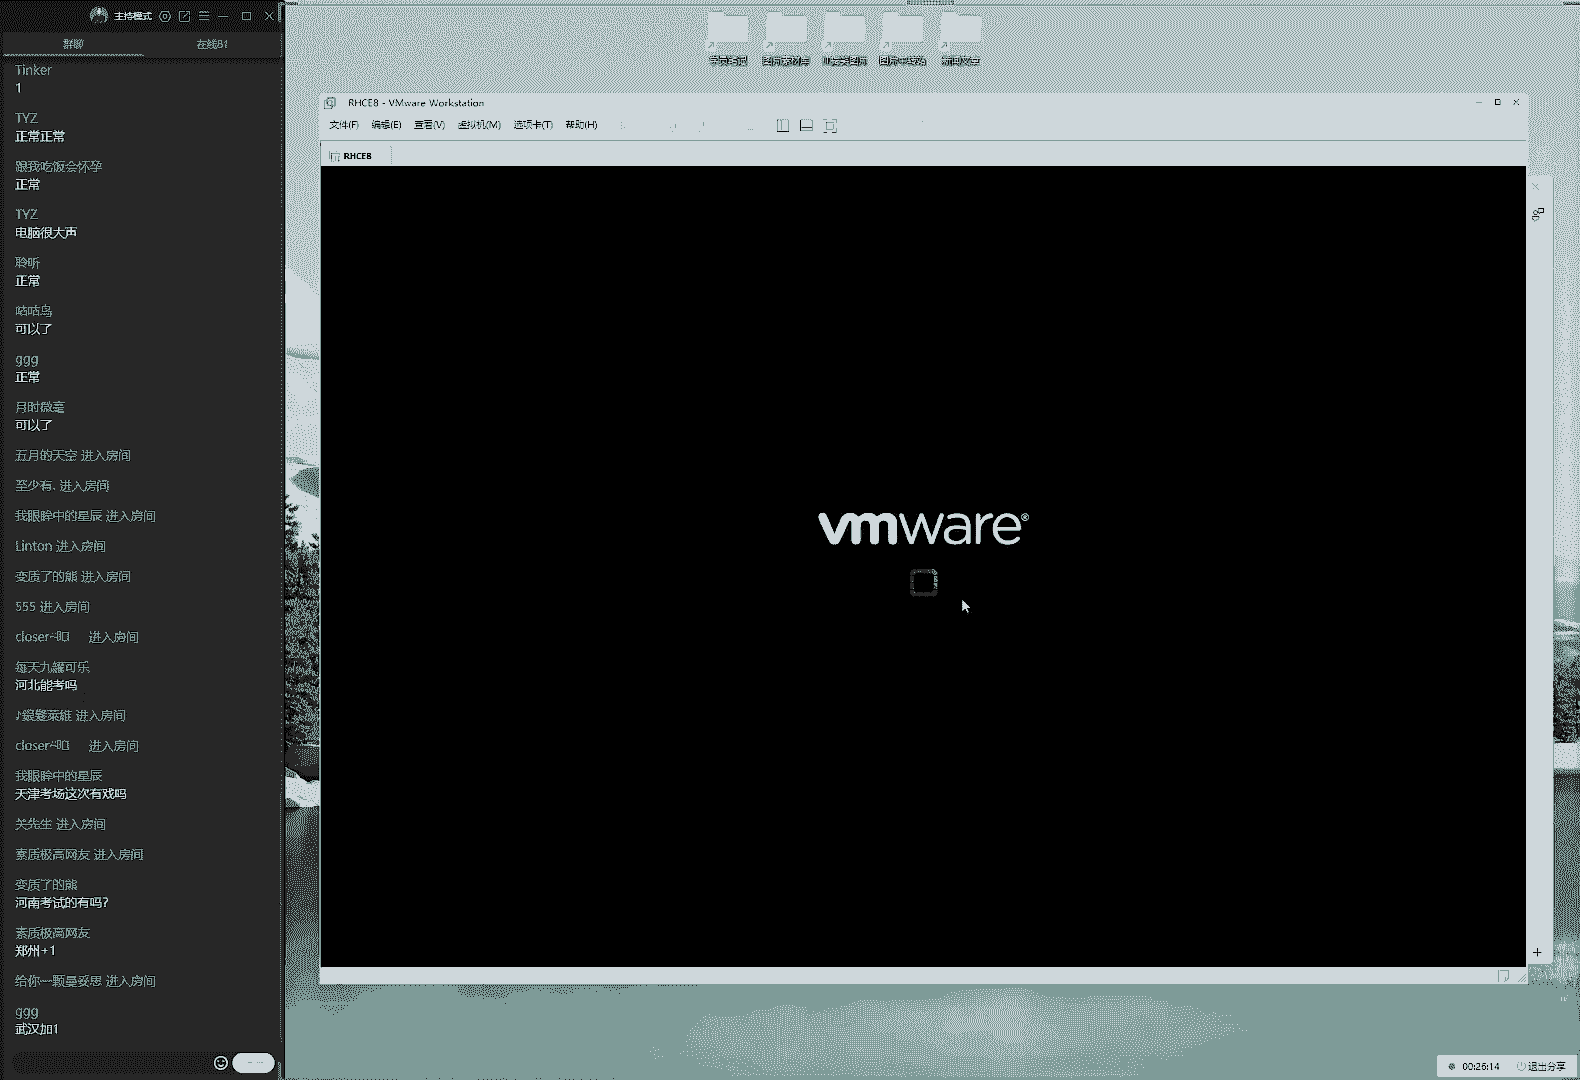 主持模式
群聊
在线81
Tinker
1
TYZ
正常正常
跟我吃饭会怀孕
正常
TYZ
电脑很大声
聆听
正常
咕咕鸟
可以了
ggg
正常
月时微毫
可以了
五月的天空 进入房间
至少有、进入房间
我眼眸中的星辰 进入房间
Linton 进入房间
变质了的熊 进入房间
555 进入房间
closer 进入房间
每天九罐可乐
河北能考吗
进入房间
closer 进入房间
我眼眸中的星辰
天津考场这次有戏吗
关先生 进入房间
素质极高网友 进入房间
变质了的熊
河南考试的有吗?
素质极高网友
郑州+1
给你一颗 进入房间
ggg
武汉加1
RHCE8 - VMware Workstation
文件(F) 编辑(E) 查看(V) 虚拟机(M) 选项卡(T) 帮助(H)
RHCE8
vmware®
00:26:14 退出分享